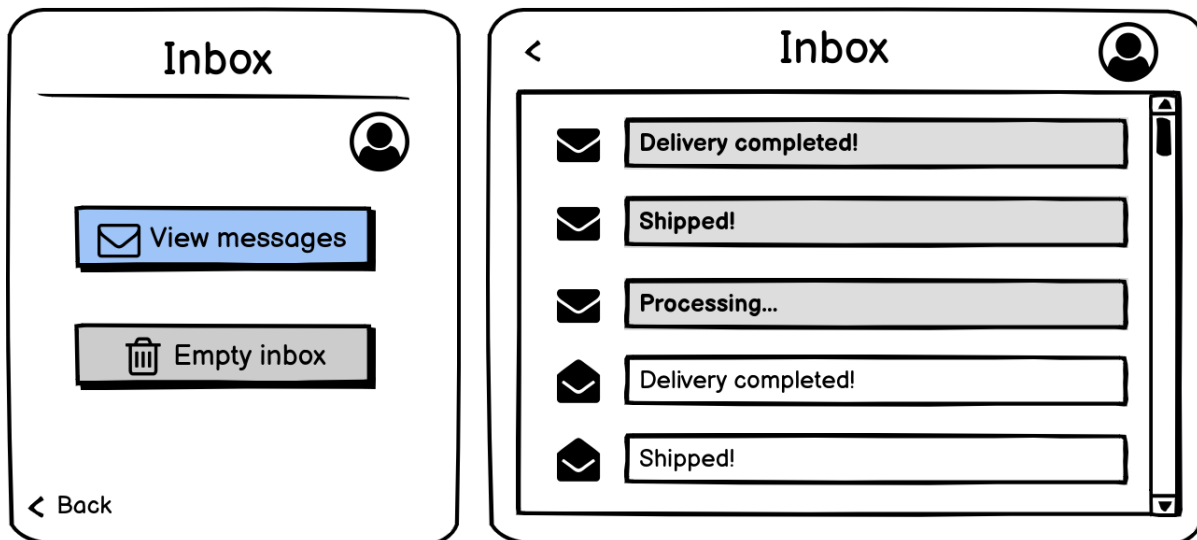 Inbox
View messages
Empty inbox
Back
Inbox
Delivery completed!
Shipped!
Processing...
Delivery completed!
Shipped!